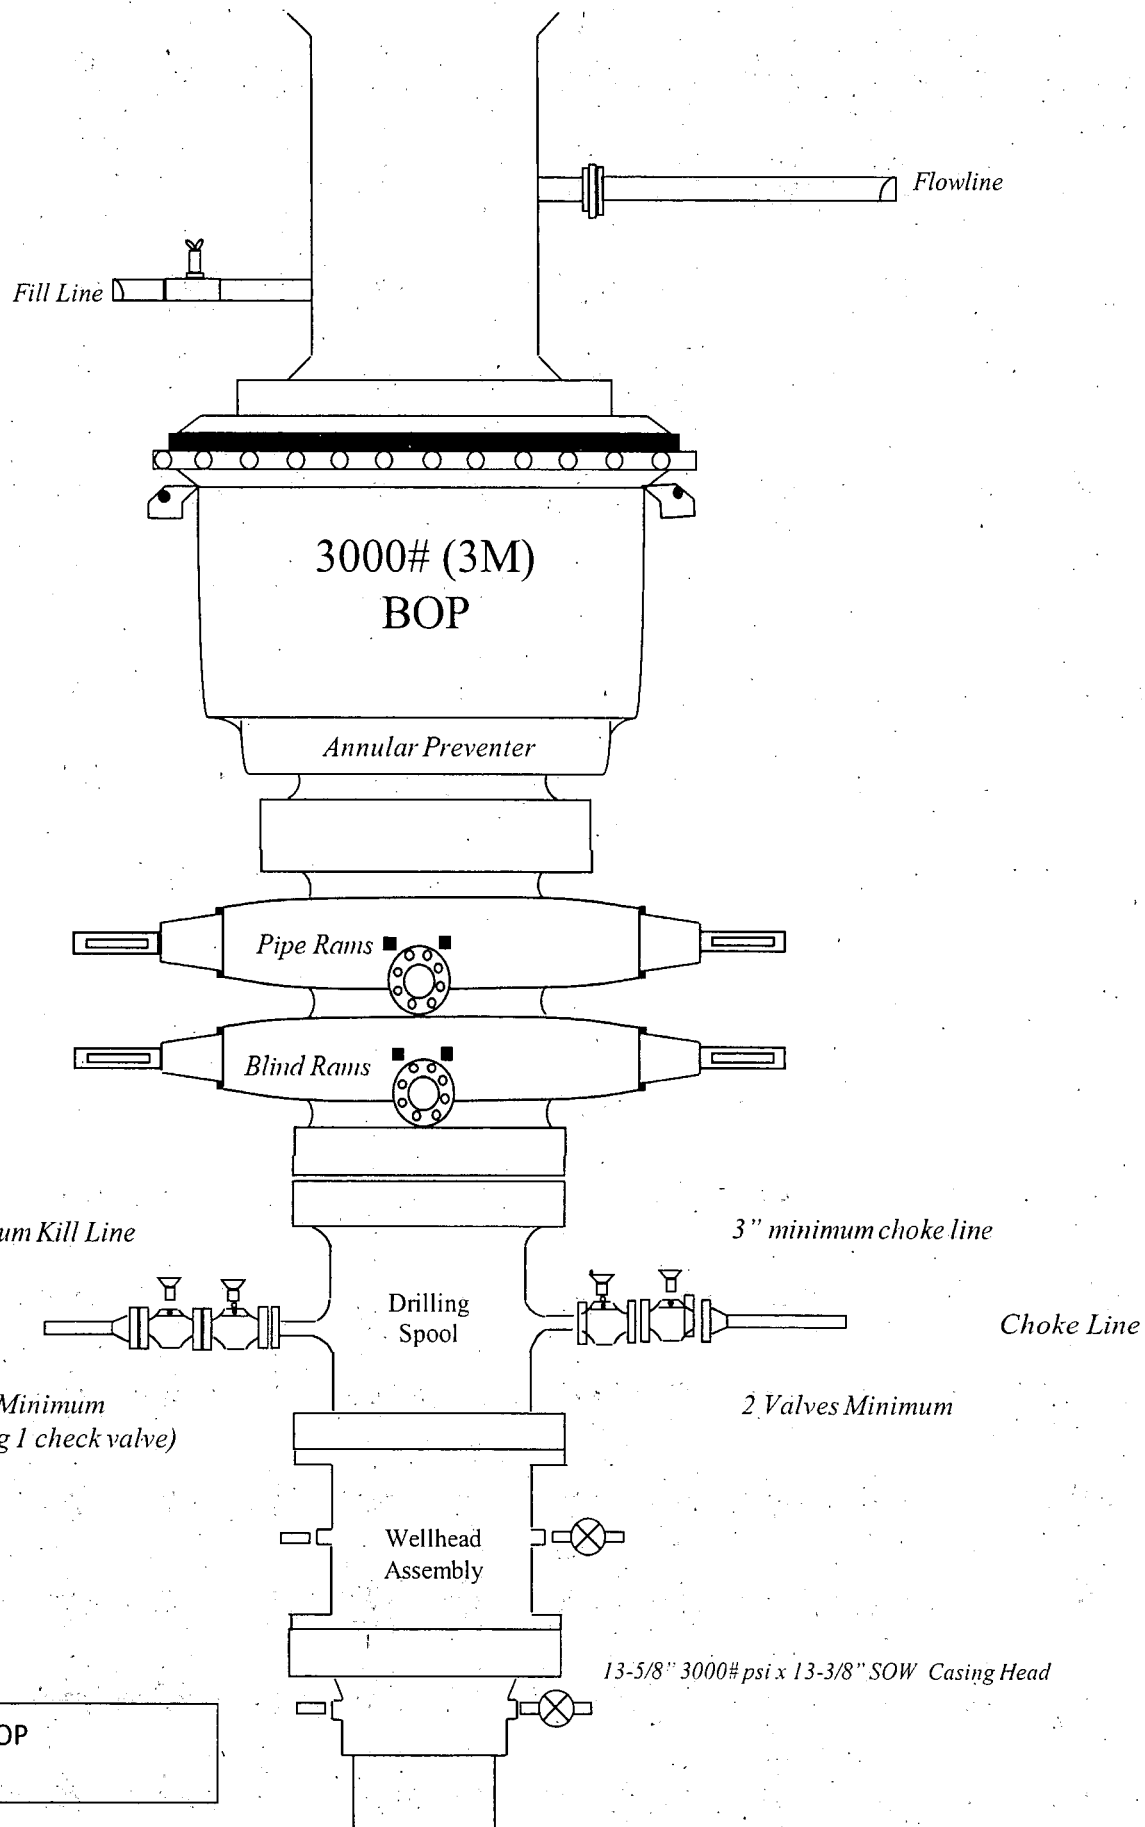 Flowline
Fill Line
3000# (3M)
BOP
Annular Preventer
Pipe Rams
Blind Rams
Kill Line
3" minimum choke line
Drilling
Spool
Choke Line
Minimum
1 check valve)
2 Valves Minimum
Wellhead
Assembly
13-5/8" 3000# psi x 13-3/8" SOW Casing Head